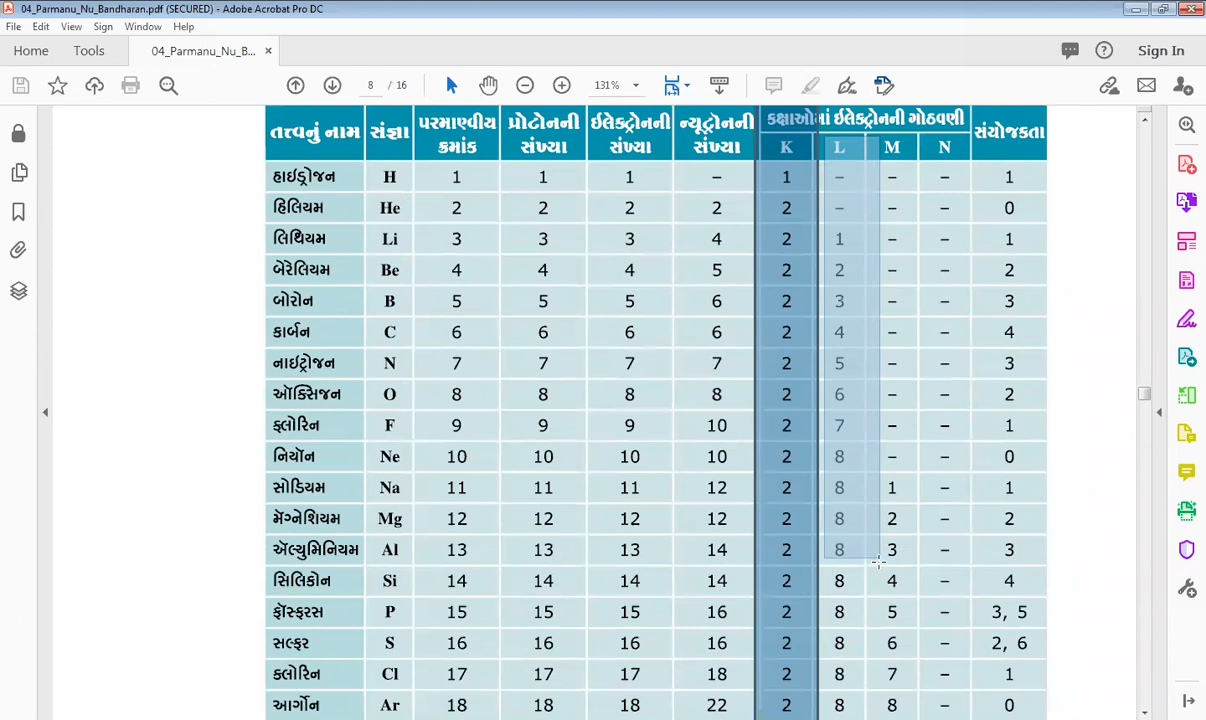 04_Parmanu_Nu_Bandharan.pdf (SECURED) - Adobe Acrobat Pro DC
File Edit View Sign Window Help
Home Tools 04_Parmanu_Nu_B... × ? Sign In
8 / 16 131%
તત્ત્વનું નામ સંજ્ઞા પરમાણ્વીય ક્રમાંક પ્રોટોનની સંખ્યા ઈલેક્ટ્રૉનની સંખ્યા ન્યૂટ્રૉનની સંખ્યા કક્ષાઓમાં ઈલેક્ટ્રૉનની ગોઠવણી સંયોજકતા
K L M N
હાઈડ્રોજન H 1 1 1 – 1 – – – 1
હિલિયમ He 2 2 2 2 2 – – – 0
લિથિયમ Li 3 3 3 4 2 1 – – 1
બેરેલિયમ Be 4 4 4 5 2 2 – – 2
બોરોન B 5 5 5 6 2 3 – – 3
કાર્બન C 6 6 6 6 2 4 – – 4
નાઈટ્રોજન N 7 7 7 7 2 5 – – 3
ઑક્સિજન O 8 8 8 8 2 6 – – 2
ફ્લોરિન F 9 9 9 10 2 7 – – 1
નિયૉન Ne 10 10 10 10 2 8 – – 0
સોડિયમ Na 11 11 11 12 2 8 1 – 1
મૅગ્નેશિયમ Mg 12 12 12 12 2 8 2 – 2
ઍલ્યુમિનિયમ Al 13 13 13 14 2 8 3 – 3
સિલિકોન Si 14 14 14 14 2 8 4 – 4
ફૉસ્ફરસ P 15 15 15 16 2 8 5 – 3, 5
સલ્ફર S 16 16 16 16 2 8 6 – 2, 6
ક્લોરિન Cl 17 17 17 18 2 8 7 – 1
આર્ગોન Ar 18 18 18 22 2 8 8 – 0